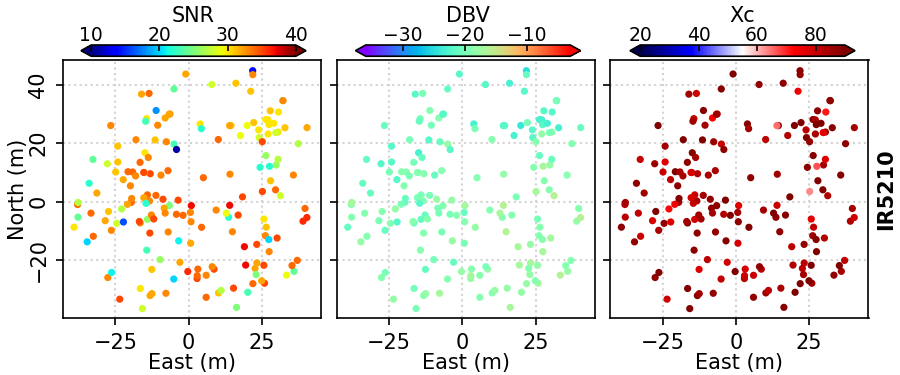 SNR DBV Xc
10 20 30 40 −30 −20 −10 20 40 60 80
40
20
0
−20
North (m)
IR5210
−25 0 25 −25 0 25 −25 0 25
East (m) East (m) East (m)